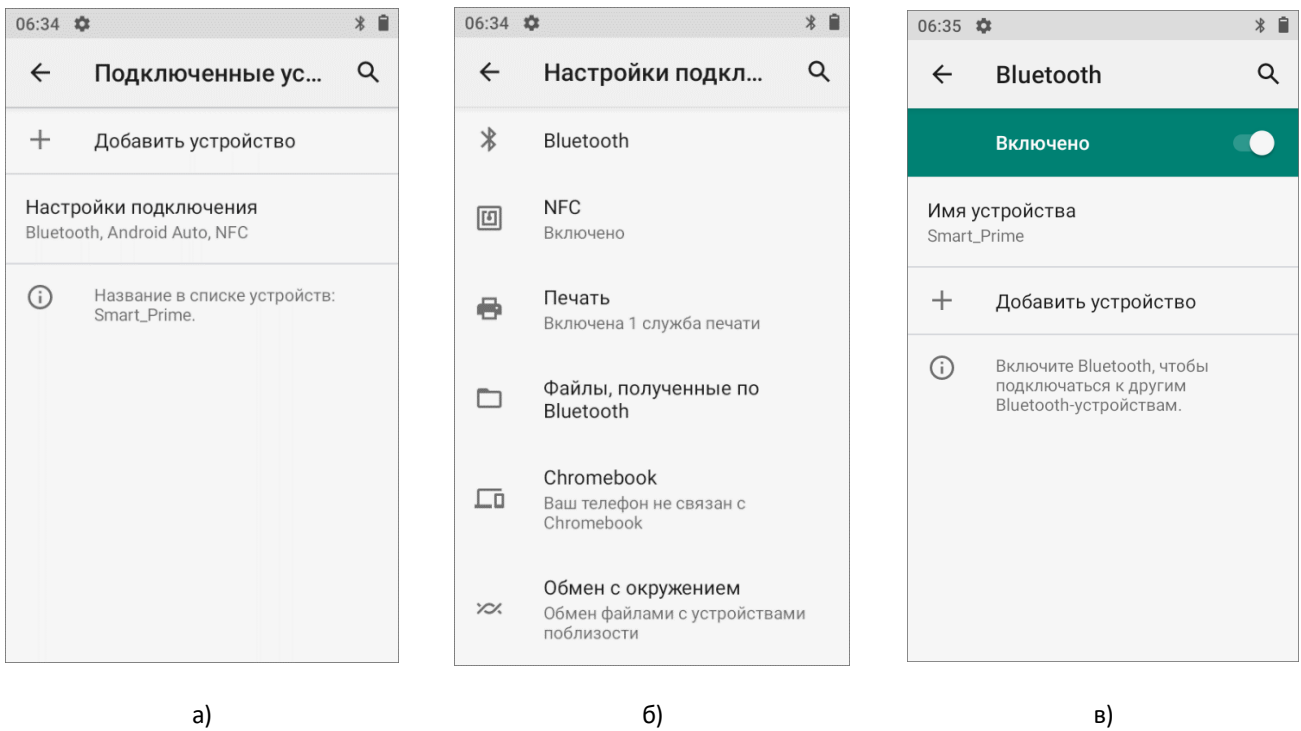 06:34
Подключенные ус...
Добавить устройство
Настройки подключения
Bluetooth, Android Auto, NFC
Название в списке устройств:
Smart_Prime.
а)
06:34
Настройки подкл...
Bluetooth
NFC
Включено
Печать
Включена 1 служба печати
Файлы, полученные по
Bluetooth
Chromebook
Ваш телефон не связан с
Chromebook
Обмен с окружением
Обмен файлами с устройствами
поблизости
б)
06:35
Bluetooth
Включено
Имя устройства
Smart_Prime
Добавить устройство
Включите Bluetooth, чтобы
подключаться к другим
Bluetooth-устройствам.
в)